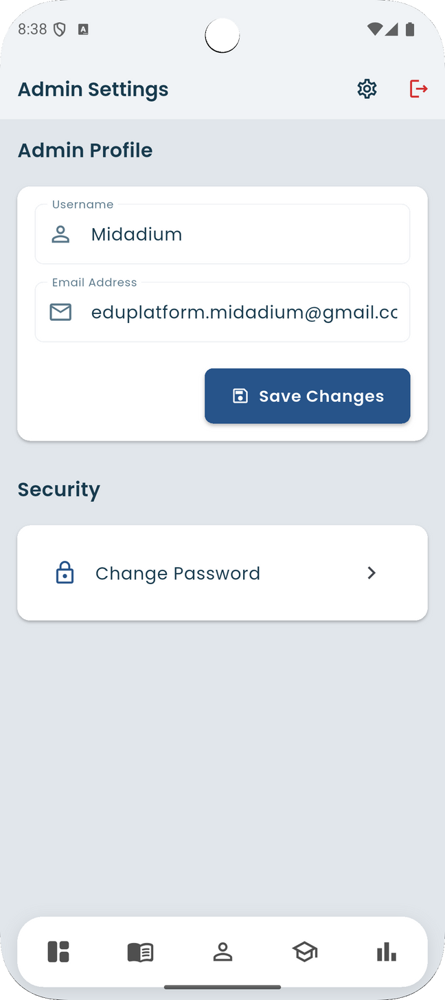 8:38
Admin Settings
Admin Profile
Username
Midadium
Email Address
eduplatform.midadium@gmail.cc
Save Changes
Security
Change Password